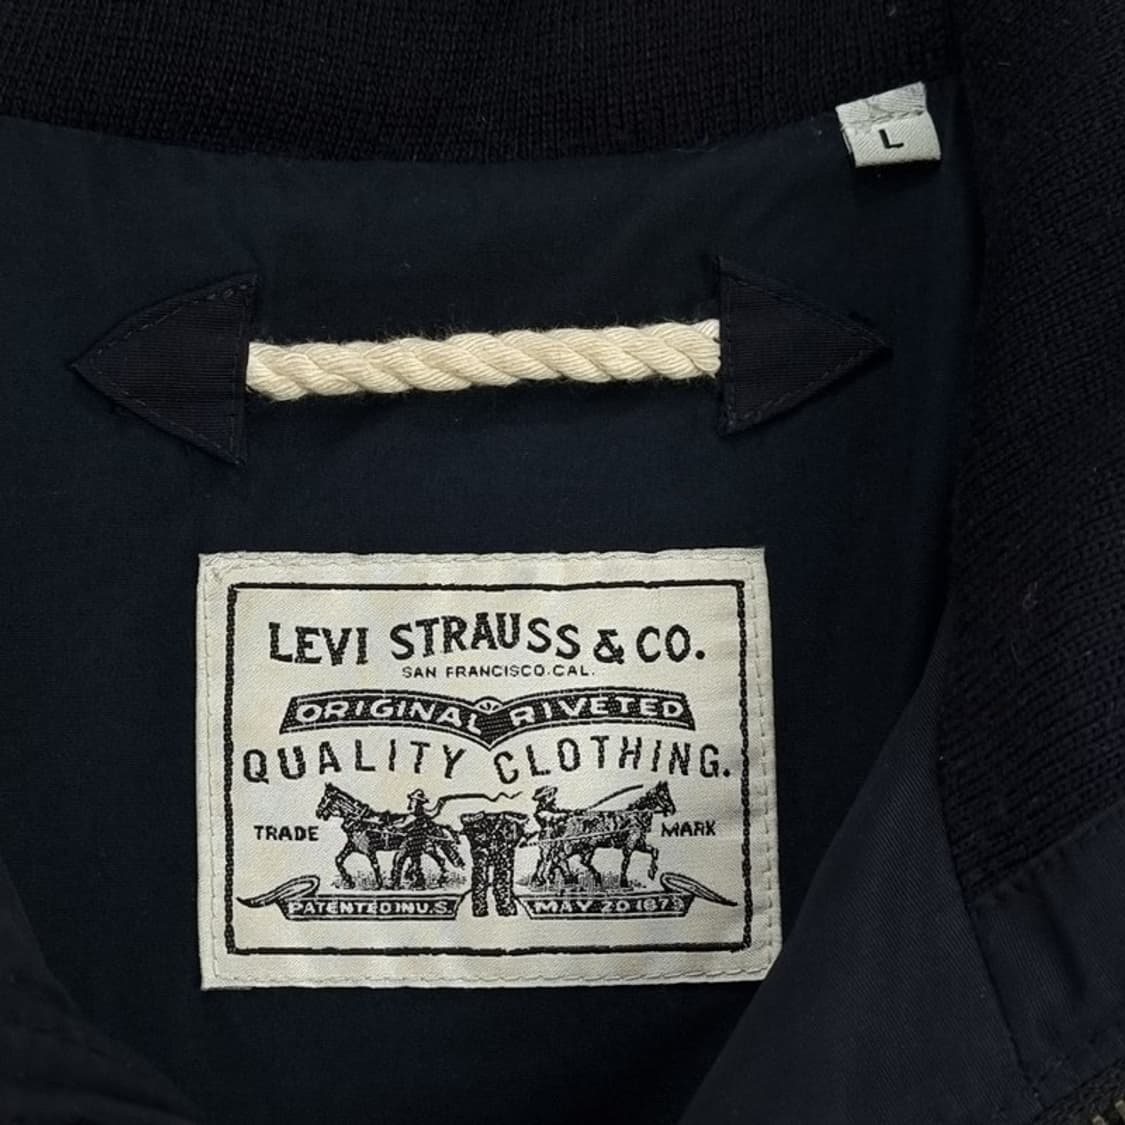 L
LEVI STRAUSS & CO.
SAN FRANCISCO.CAL.
ORIGINAL RIVETED
QUALITY CLOTHING.
TRADE MARK
PATENTED IN U.S. MAY 20 1873